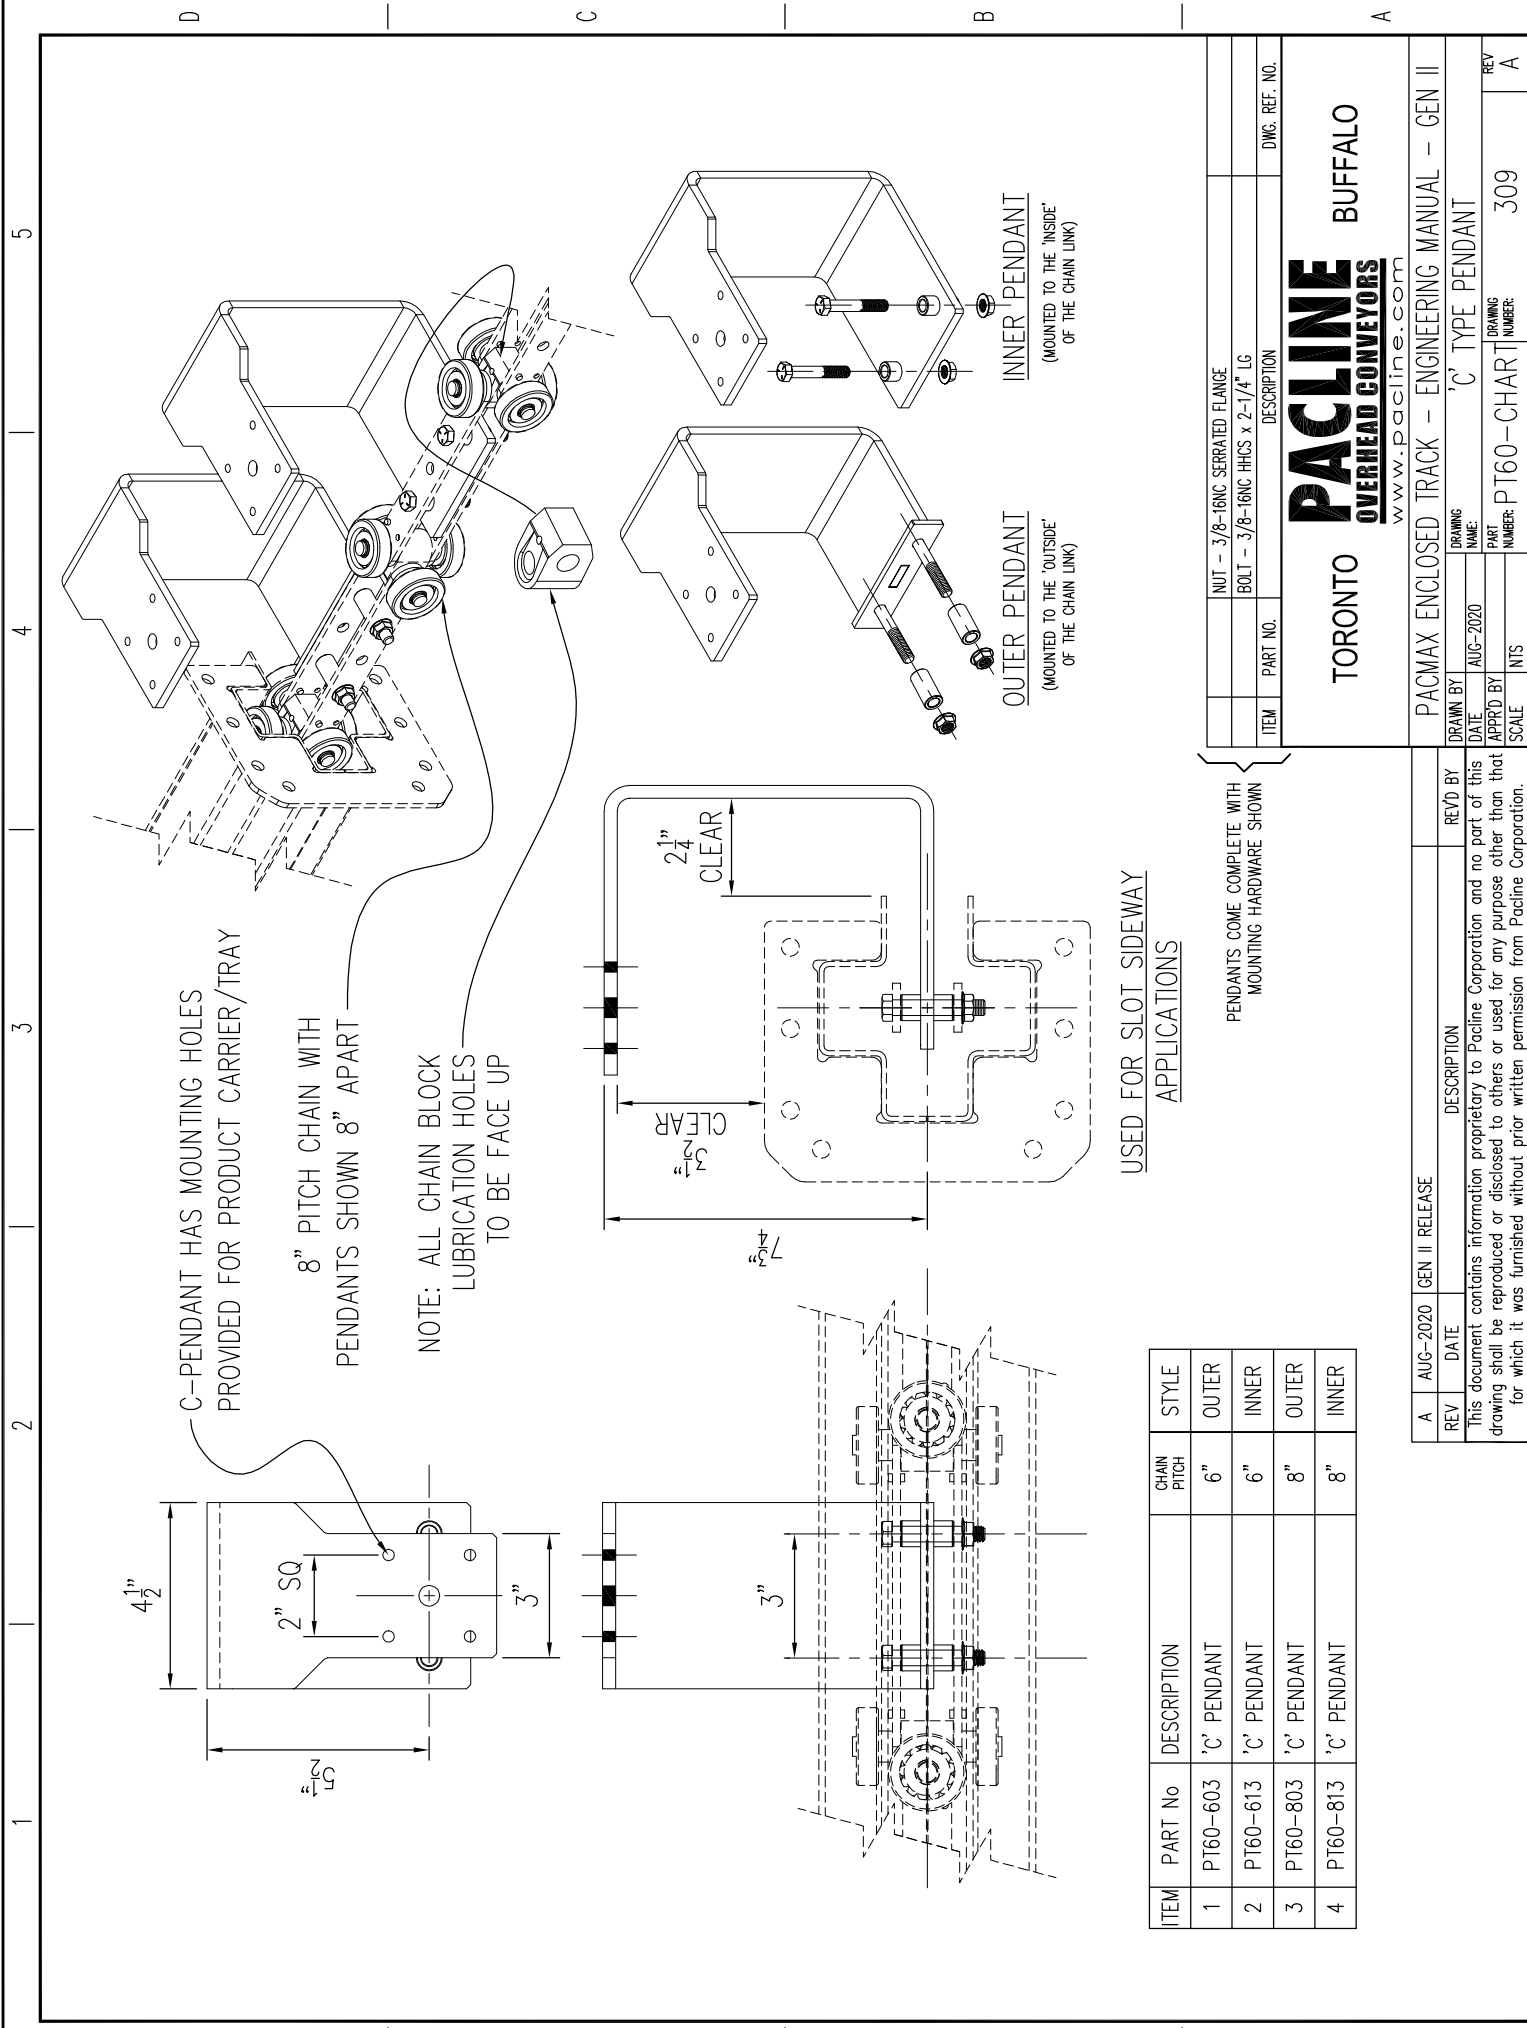 1
2
3
4
5
D
C
B
A
C-PENDANT HAS MOUNTING HOLES
PROVIDED FOR PRODUCT CARRIER/TRAY
8" PITCH CHAIN WITH
PENDANTS SHOWN 8" APART
NOTE: ALL CHAIN BLOCK
LUBRICATION HOLES
TO BE FACE UP
4 1/2"
2" SQ
5 1/2"
3"
3"
7 3/4"
3 1/2"
CLEAR
2 1/4"
CLEAR
USED FOR SLOT SIDEWAY
APPLICATIONS
OUTER PENDANT
(MOUNTED TO THE 'OUTSIDE'
OF THE CHAIN LINK)
INNER PENDANT
(MOUNTED TO THE 'INSIDE'
OF THE CHAIN LINK)
ITEM PART No DESCRIPTION CHAIN PITCH STYLE
1 PT60-603 'C' PENDANT 6" OUTER
2 PT60-613 'C' PENDANT 6" INNER
3 PT60-803 'C' PENDANT 8" OUTER
4 PT60-813 'C' PENDANT 8" INNER
PENDANTS COME COMPLETE WITH
MOUNTING HARDWARE SHOWN
NUT - 3/8-16NC SERRATED FLANGE
BOLT - 3/8-16NC HHCS x 2-1/4" LG
ITEM PART NO. DESCRIPTION DWG. REF. NO.
TORONTO PACLINE BUFFALO
OVERHEAD CONVEYORS
www.pacline.com
PACMAX ENCLOSED TRACK - ENGINEERING MANUAL - GEN II
A AUG-2020 GEN II RELEASE
REV DATE DESCRIPTION REV'D BY
This document contains information proprietary to Pacline Corporation and no part of this
drawing shall be reproduced or disclosed to others or used for any purpose other than that
for which it was furnished without prior written permission from Pacline Corporation.
DRAWN BY
DATE AUG-2020
APPR'D BY
SCALE NTS
DRAWING NAME: 'C' TYPE PENDANT
PART NUMBER: PT60-CHART
DRAWING NUMBER: 309
REV A